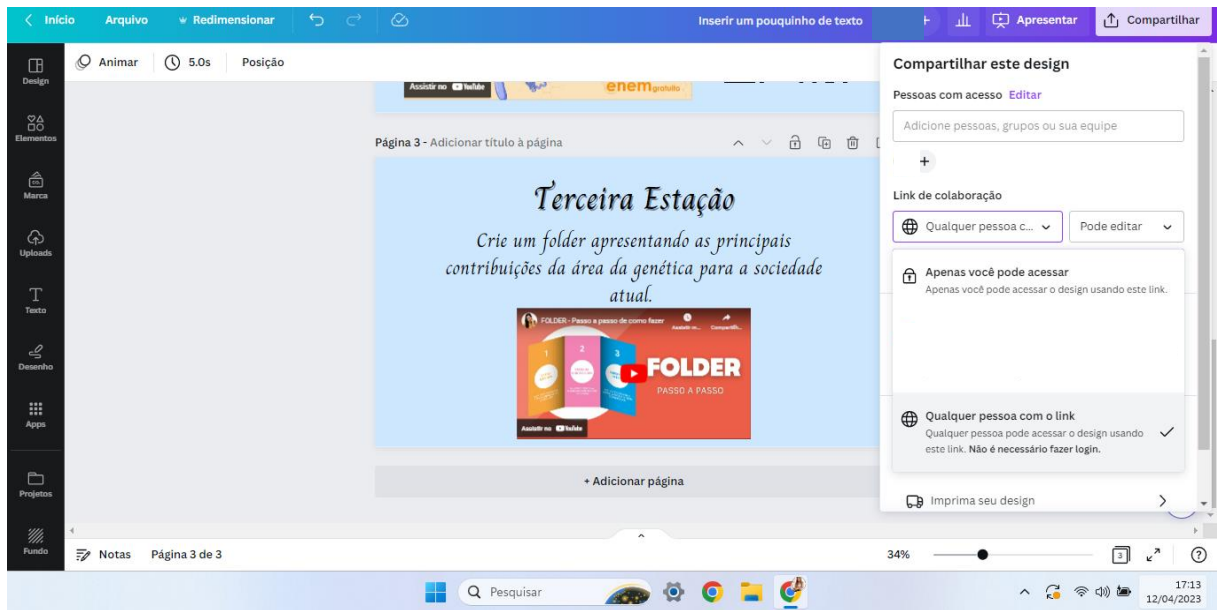 Início Arquivo Redimensionar Inserir um pouquinho de texto Apresentar Compartilhar
Animar 5.0s Posição
Design
Elementos
Marca
Uploads
Texto
Desenho
Apps
Projetos
Fundo
Assistir no YouTube enem gratuito
Página 3 - Adicionar título à página
Terceira Estação
Crie um folder apresentando as principais
contribuições da área da genética para a sociedade
atual.
FOLDER - Passo a passo de como fazer
Assistir m... Compartilh...
1 2 3
FOLDER
PASSO A PASSO
Assistir no YouTube
+ Adicionar página
Compartilhar este design
Pessoas com acesso Editar
Adicione pessoas, grupos ou sua equipe
Link de colaboração
Qualquer pessoa c... Pode editar
Apenas você pode acessar
Apenas você pode acessar o design usando este link.
Qualquer pessoa com o link
Qualquer pessoa pode acessar o design usando
este link. Não é necessário fazer login.
Imprima seu design
Notas Página 3 de 3 34% 3
Pesquisar
17:13
12/04/2023